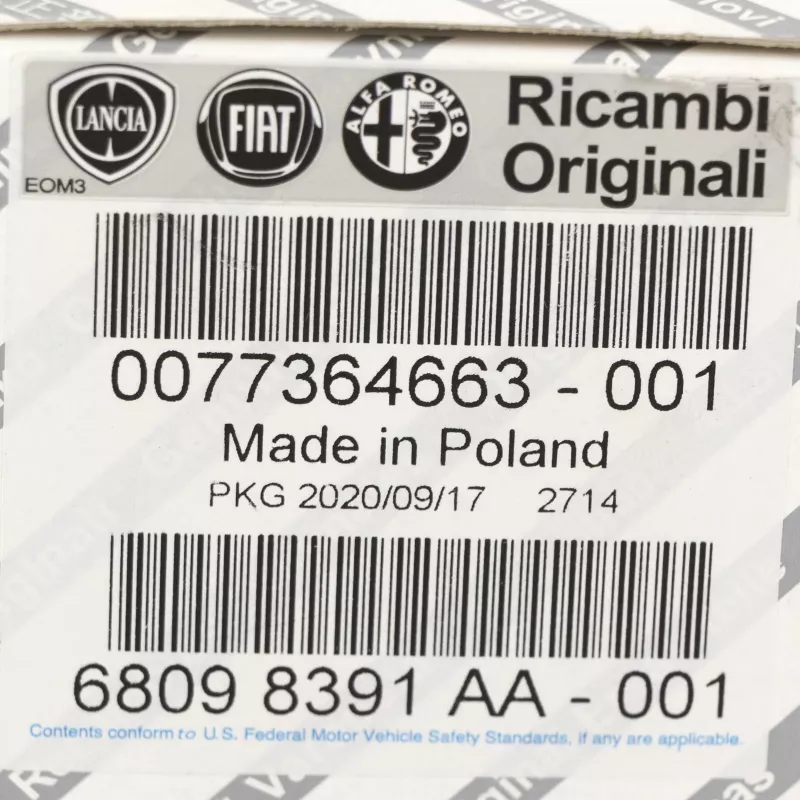 LANCIA
FIAT
ALFA ROMEO
Ricambi
Originali
EOM3
0077364663 - 001
Made in Poland
PKG 2020/09/17 2714
6809 8391 AA - 001
Contents conform to U.S. Federal Motor Vehicle Safety Standards, if any are applicable.